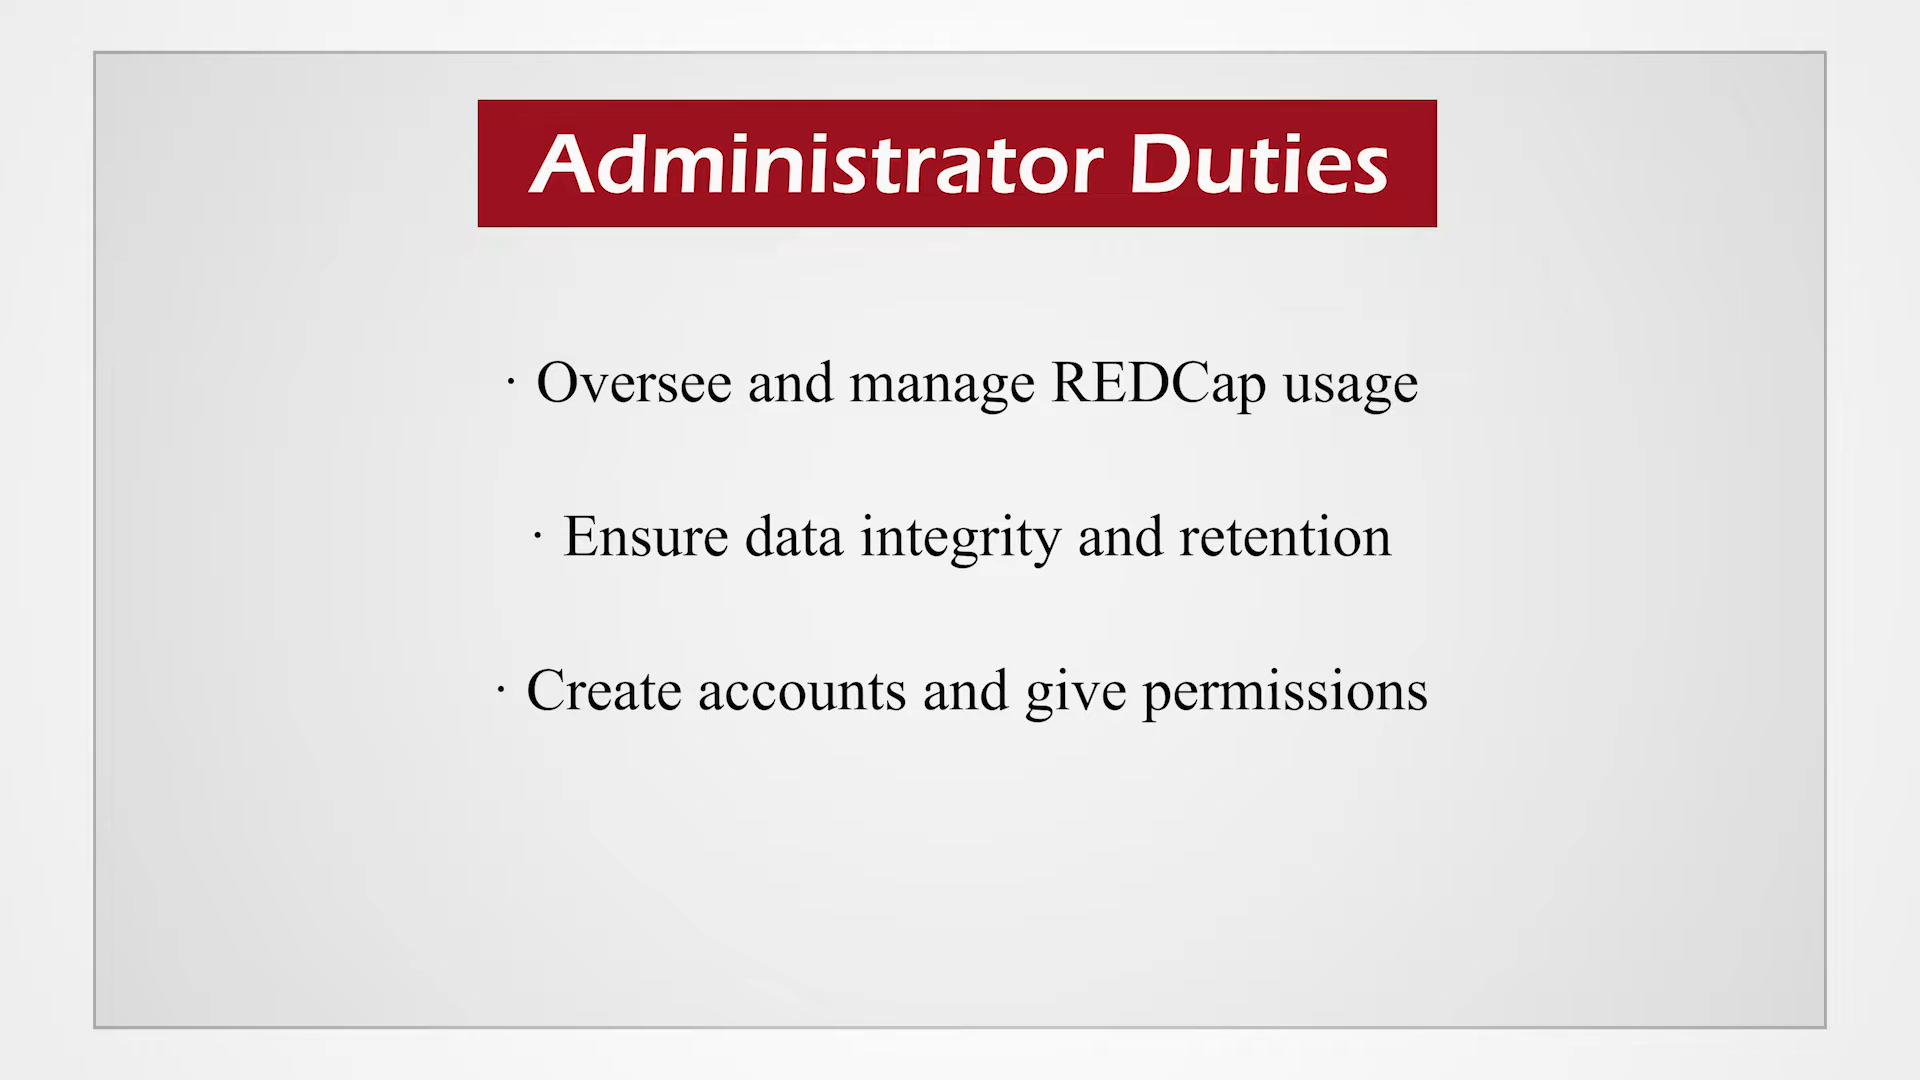 Administrator Duties
· Oversee and manage REDCap usage
· Ensure data integrity and retention
· Create accounts and give permissions